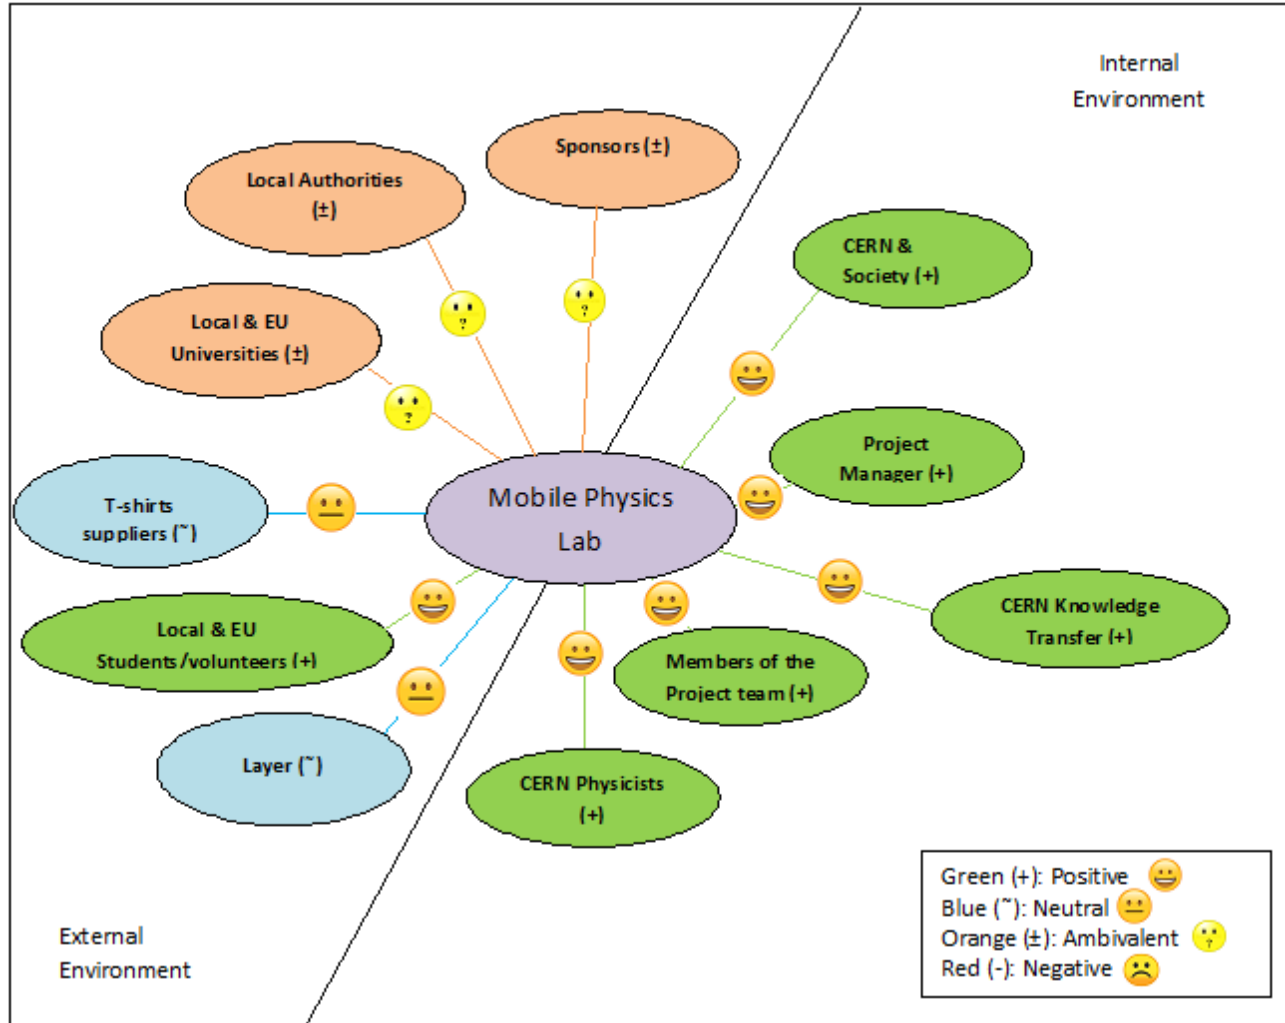 Internal
Environment
Sponsors (±)
Local Authorities
(±)
CERN &
Society (+)
Local & EU
Universities (±)
Project
Manager (+)
T-shirts
suppliers (~)
Mobile Physics
Lab
Local & EU
Students/volunteers (+)
CERN Knowledge
Transfer (+)
Members of the
Project team (+)
Layer (~)
CERN Physicists
(+)
Green (+): Positive
Blue (~): Neutral
Orange (±): Ambivalent
Red (-): Negative
External
Environment